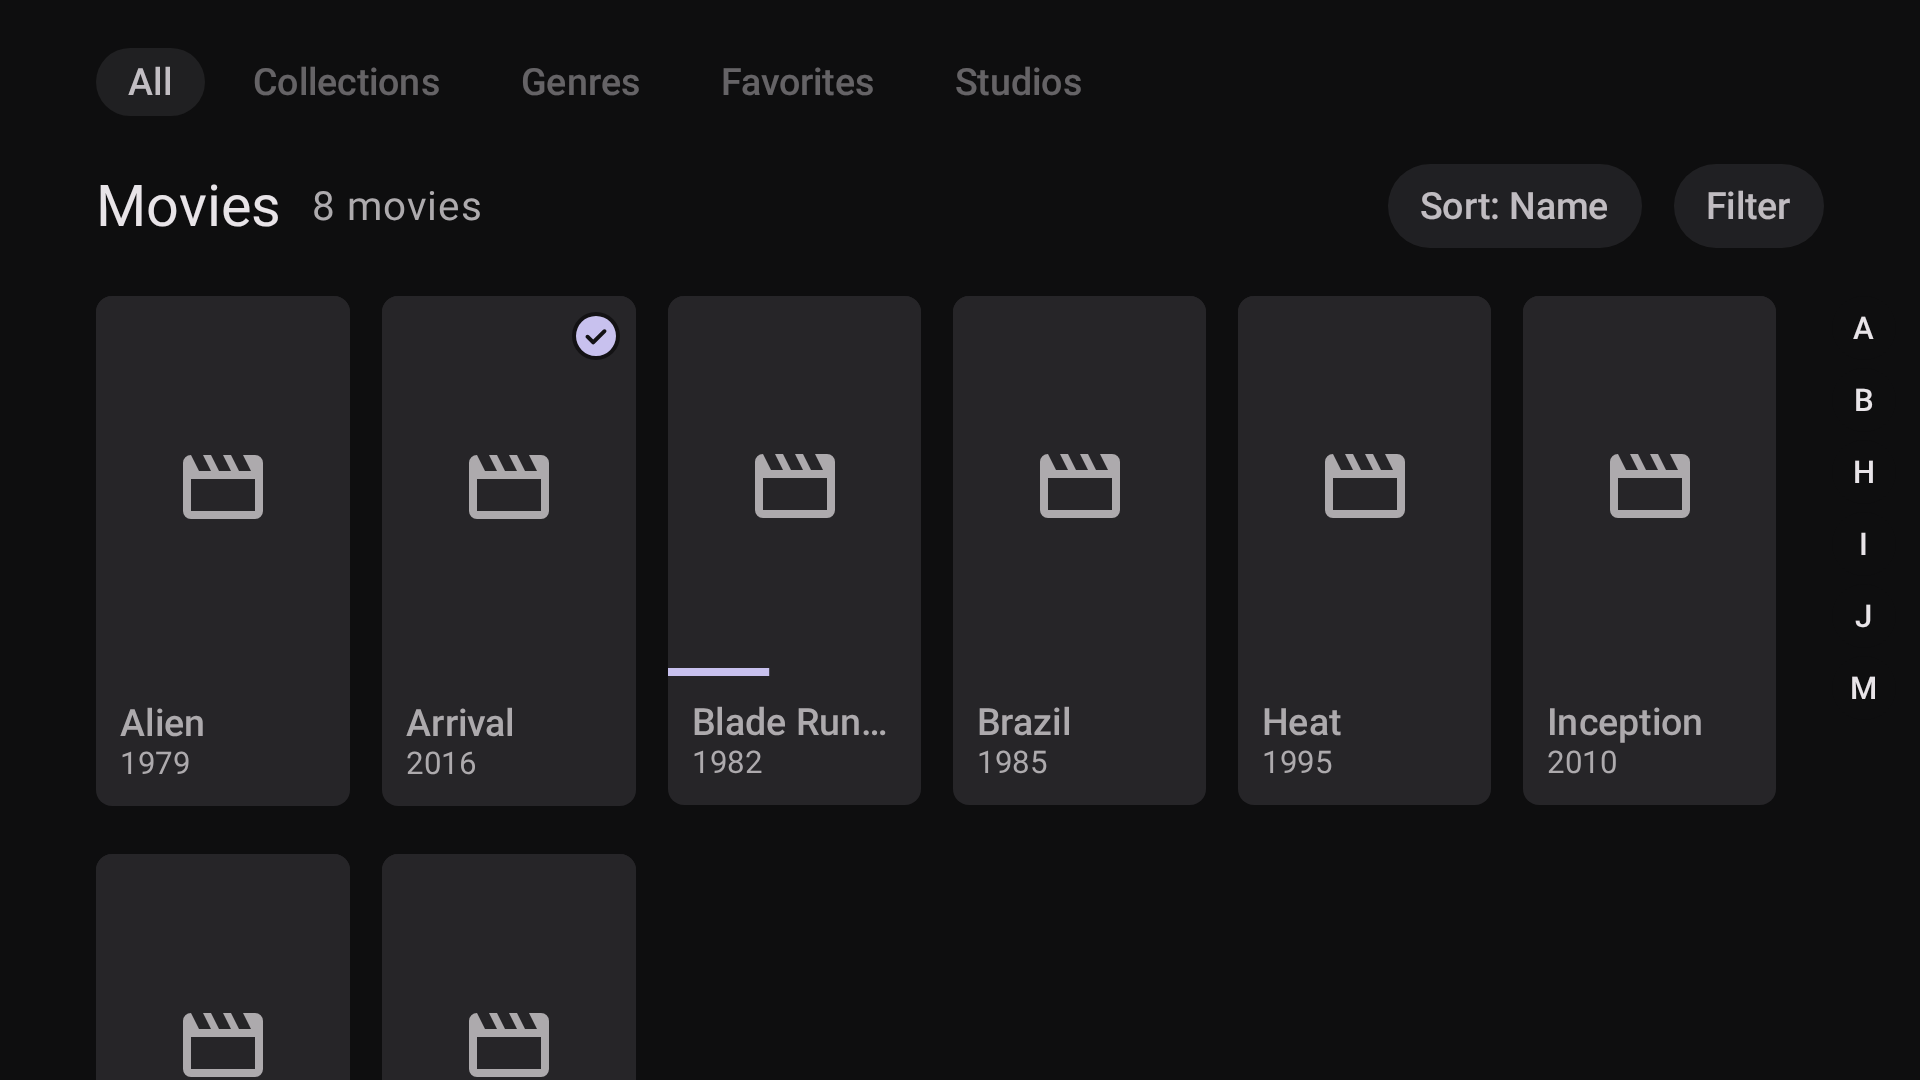 All Collections Genres Favorites Studios
Movies 8 movies Sort: Name Filter
A
B
H
I
J
M
Alien
1979
Arrival
2016
Blade Run...
1982
Brazil
1985
Heat
1995
Inception
2010